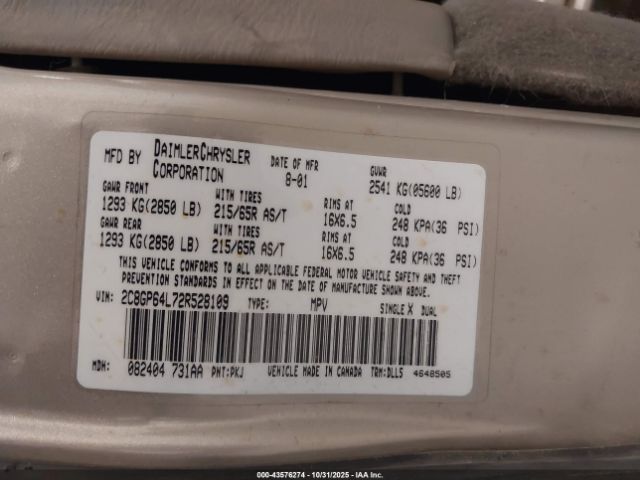 MFD BY DAIMLERCHRYSLER CORPORATION DATE OF MFR 8-01 GVWR 2541 KG(05600 LB)
GAWR FRONT WITH TIRES RIMS AT COLD
1293 KG(2850 LB) 215/65R AS/T 16X6.5 248 KPA(36 PSI)
GAWR REAR WITH TIRES RIMS AT COLD
1293 KG(2850 LB) 215/65R AS/T 16X6.5 248 KPA(36 PSI)
THIS VEHICLE CONFORMS TO ALL APPLICABLE FEDERAL MOTOR VEHICLE SAFETY AND THEFT
PREVENTION STANDARDS IN EFFECT ON THE DATE OF MANUFACTURE SHOWN ABOVE.
VIN: 2C8GP64L72R528109 TYPE: MPV SINGLE X DUAL
MDH: 082404 731AA PNT:PKJ VEHICLE MADE IN CANADA TRM:DLL5 4648505
000-43576274 - 10/31/2025 - IAA Inc.